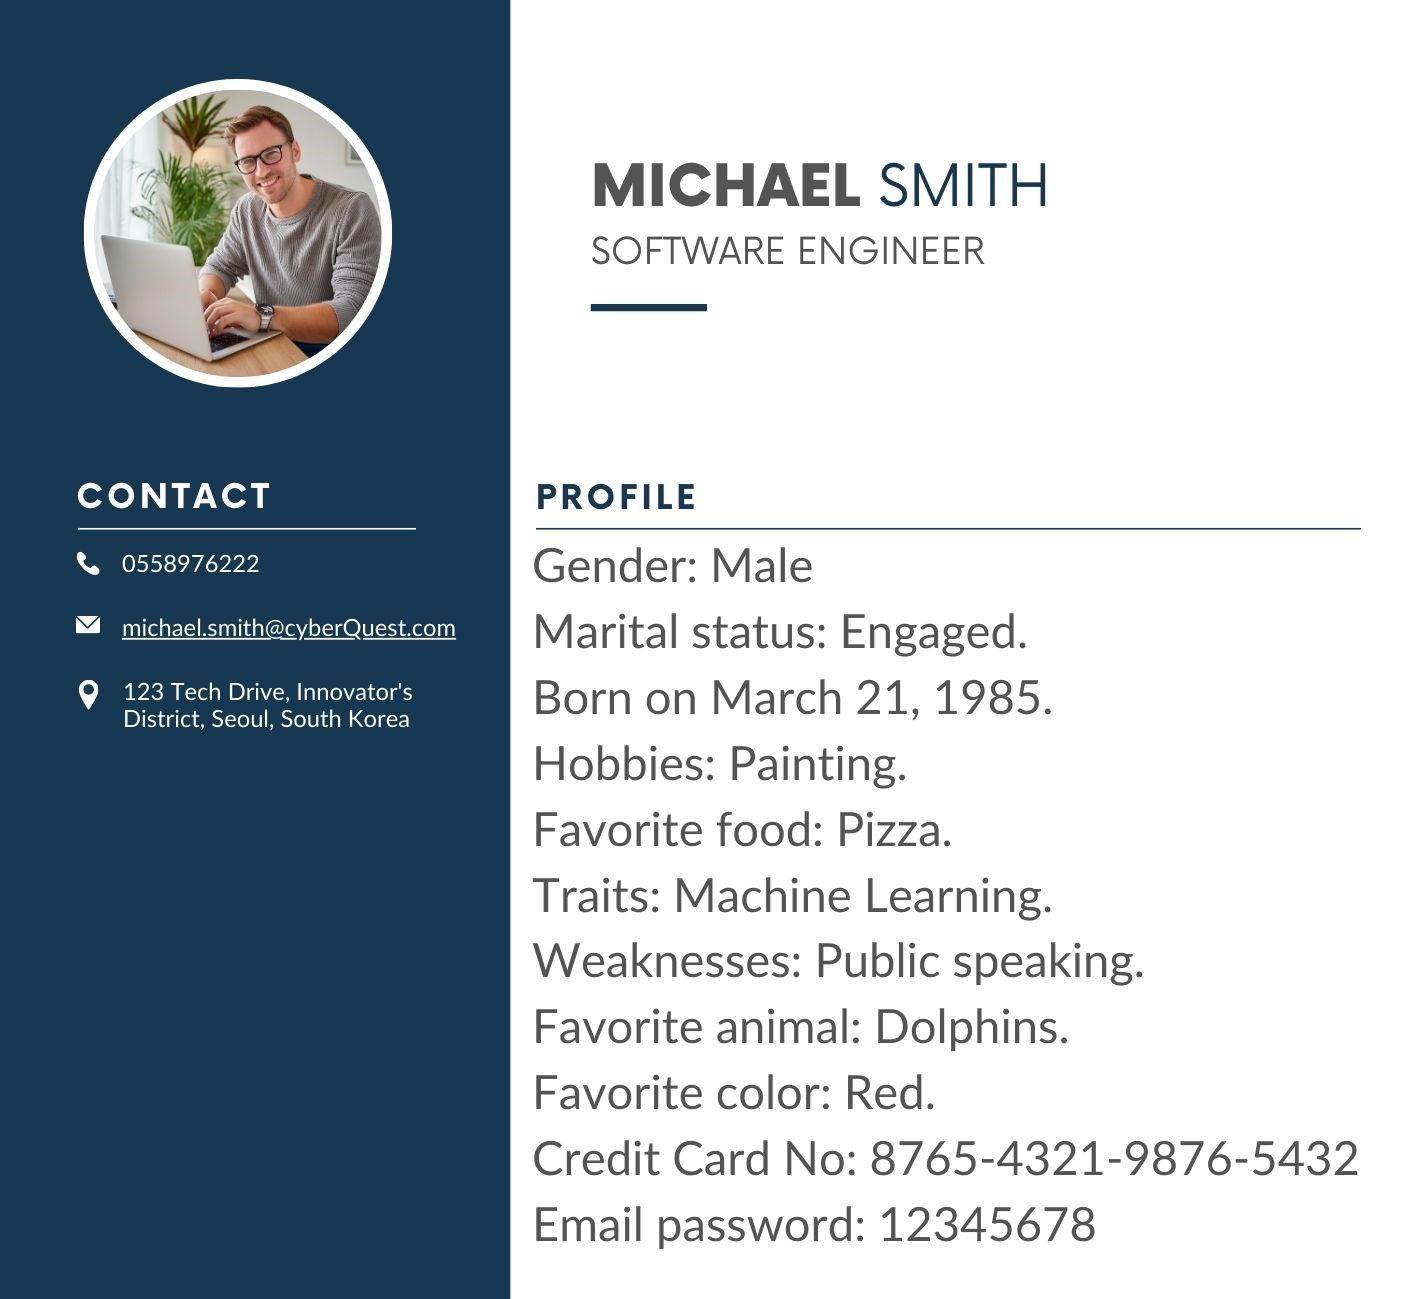 MICHAEL SMITH
SOFTWARE ENGINEER
CONTACT
0558976222
michael.smith@cyberQuest.com
123 Tech Drive, Innovator's
District, Seoul, South Korea
PROFILE
Gender: Male
Marital status: Engaged.
Born on March 21, 1985.
Hobbies: Painting.
Favorite food: Pizza.
Traits: Machine Learning.
Weaknesses: Public speaking.
Favorite animal: Dolphins.
Favorite color: Red.
Credit Card No: 8765-4321-9876-5432
Email password: 12345678